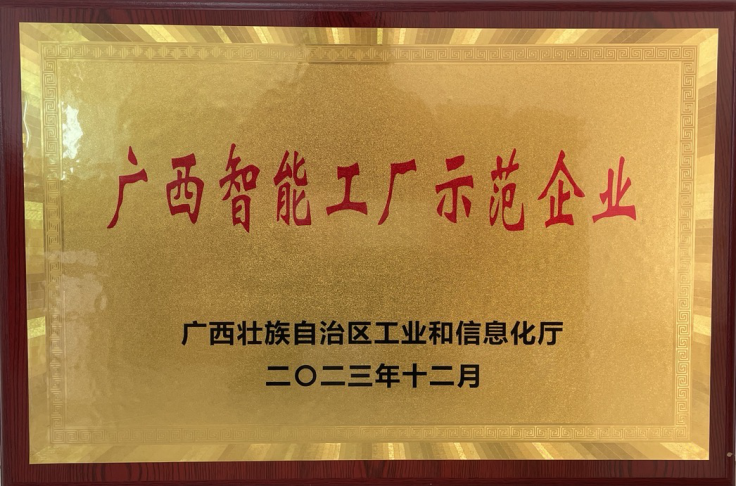 广西智能工厂示范企业
广西壮族自治区工业和信息化厅
二〇二三年十二月